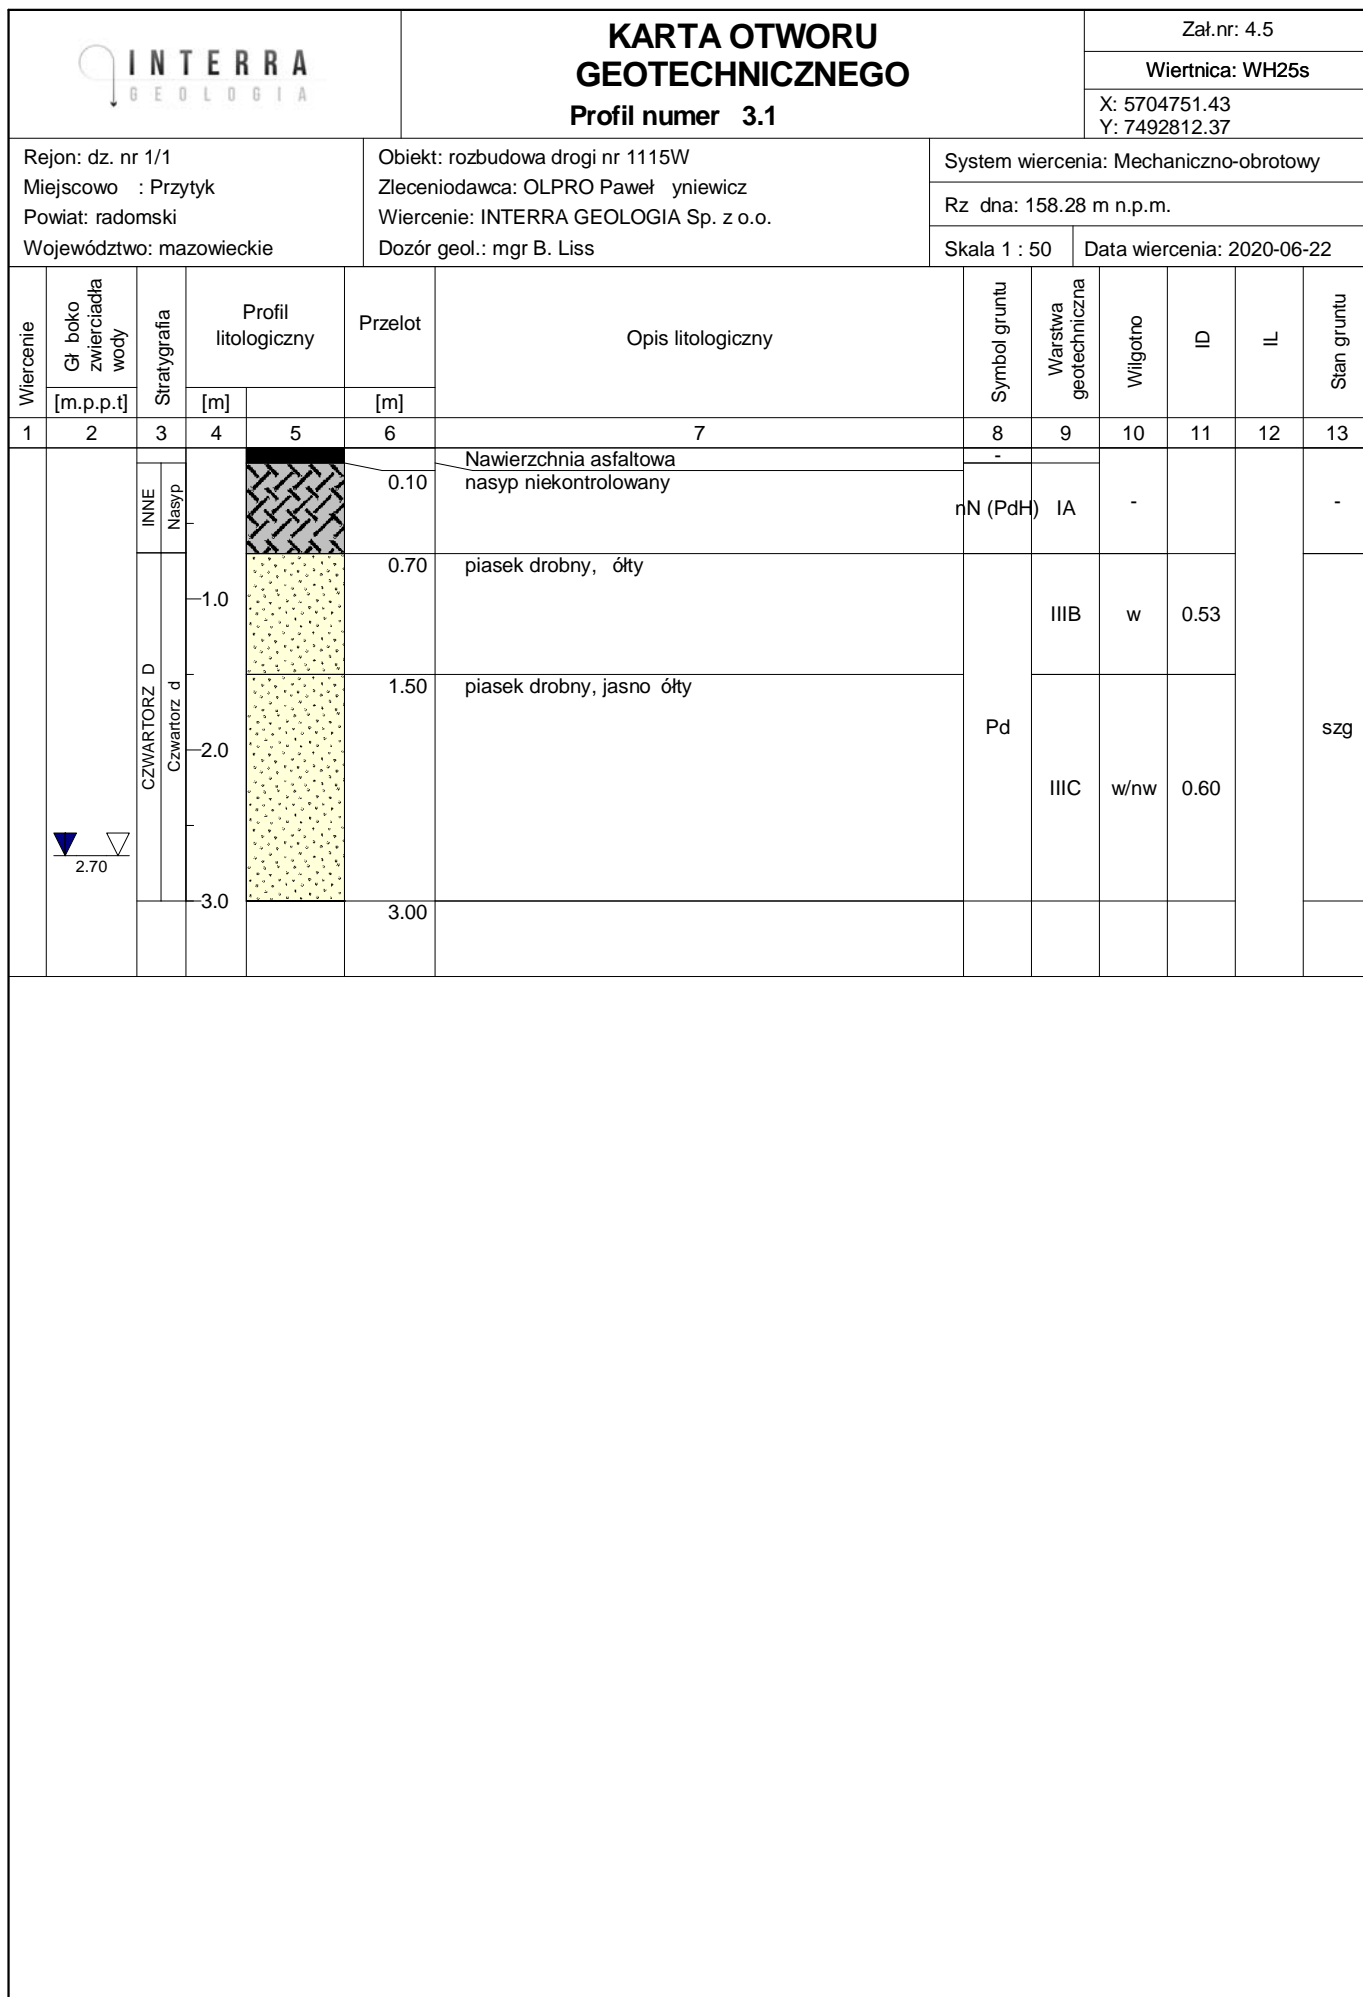 INTERRA
GEOLOGIA
KARTA OTWORU
GEOTECHNICZNEGO
Profil numer 3.1
Zał.nr: 4.5
Wiertnica: WH25s
X: 5704751.43
Y: 7492812.37
Rejon: dz. nr 1/1
Miejscowo : Przytyk
Powiat: radomski
Województwo: mazowieckie
Obiekt: rozbudowa drogi nr 1115W
Zleceniodawca: OLPRO Paweł yniewicz
Wiercenie: INTERRA GEOLOGIA Sp. z o.o.
Dozór geol.: mgr B. Liss
System wiercenia: Mechaniczno-obrotowy
Rz dna: 158.28 m n.p.m.
Skala 1 : 50
Data wiercenia: 2020-06-22
Wiercenie
Gł boko
zwierciadła
wody
[m.p.p.t]
Stratygrafia
Profil
litologiczny
[m]
Przelot
[m]
Opis litologiczny
Symbol gruntu
Warstwa
geotechniczna
Wilgotno
ID
IL
Stan gruntu
1 2 3 4 5 6 7 8 9 10 11 12 13
Nawierzchnia asfaltowa -
INNE
Nasyp
0.10 nasyp niekontrolowany
nN (PdH) IA - -
0.70 piasek drobny, ółty
1.0
IIIB w 0.53
CZWARTORZ D
Czwartorz d
1.50 piasek drobny, jasno ółty
Pd szg
2.0
IIIC w/nw 0.60
2.70
3.0
3.00